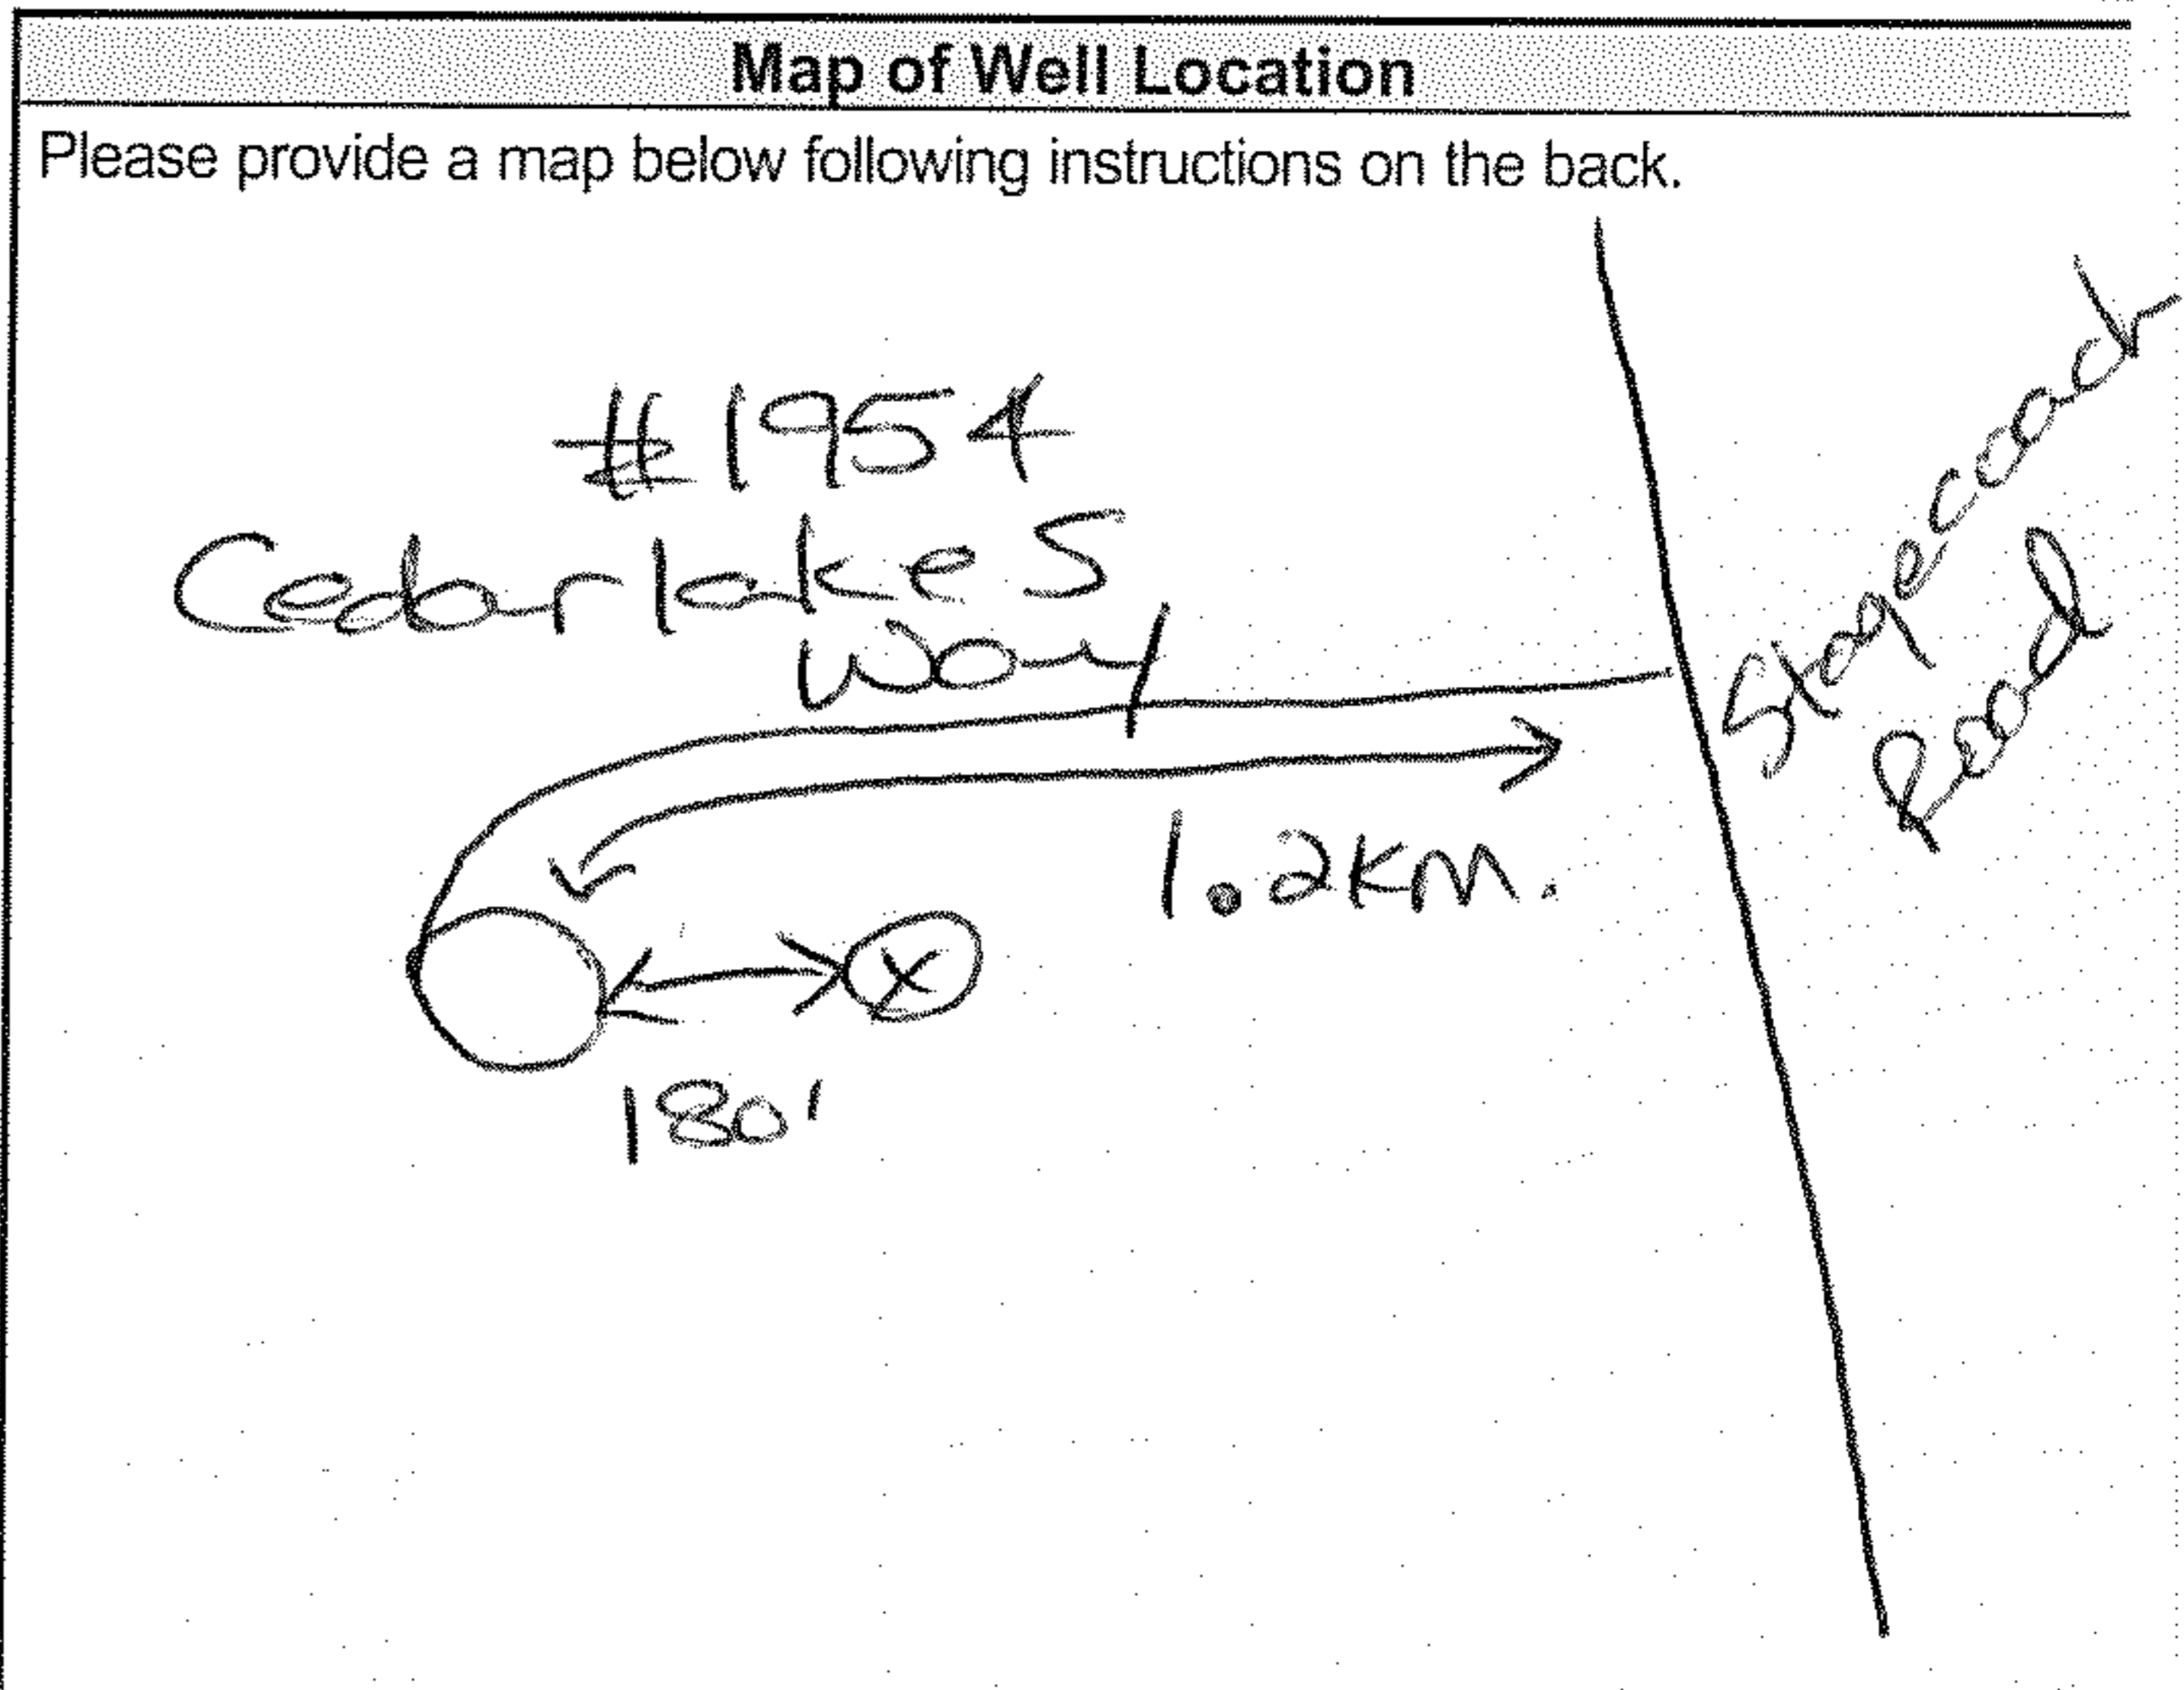 Map of Well Location
Please provide a map below following instructions on the back.
#1954
Cedarlakes
Way
Stagecoach
Road
1.2km.
180'